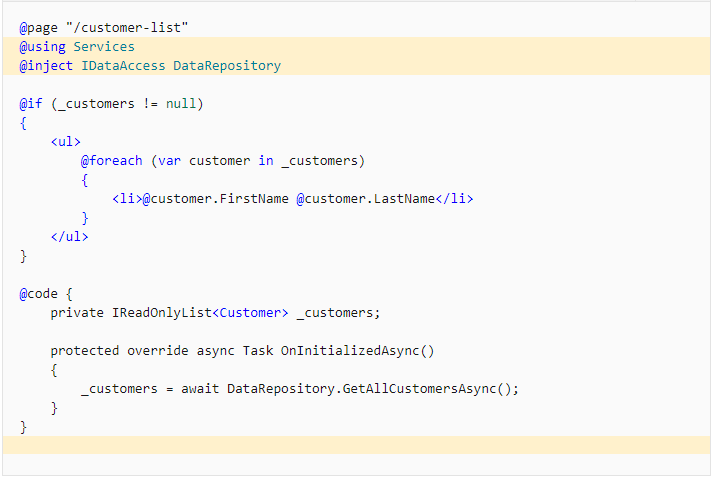 @page "/customer-list"
@using Services
@inject IDataAccess DataRepository
@if (_customers != null)
{
<ul>
@foreach (var customer in _customers)
{
<li>@customer.FirstName @customer.LastName</li>
}
</ul>
}
@code {
private IReadOnlyList<Customer> _customers;
protected override async Task OnInitializedAsync()
{
_customers = await DataRepository.GetAllCustomersAsync();
}
}